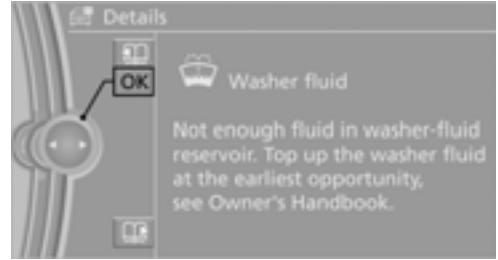 Details
OK
Washer fluid
Not enough fluid in washer-fluid
reservoir. Top up the washer fluid
at the earliest opportunity,
see Owner's Handbook.